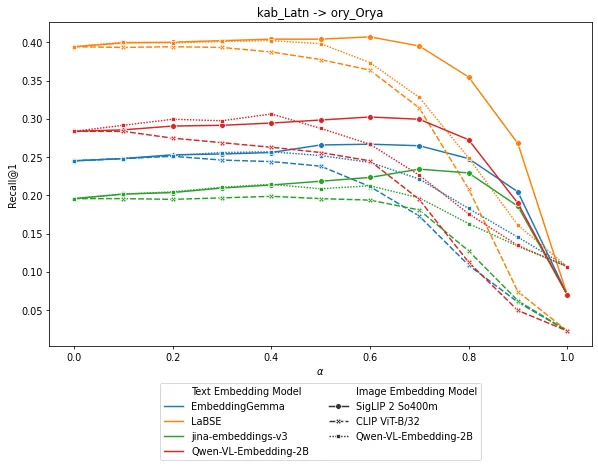 kab_Latn -> ory_Orya
0.40
0.35
0.30
0.25
0.20
0.15
0.10
0.05
Recall@1
0.0 0.2 0.4 0.6 0.8 1.0
α
Text Embedding Model Image Embedding Model
EmbeddingGemma SigLIP 2 So400m
LaBSE CLIP ViT-B/32
jina-embeddings-v3 Qwen-VL-Embedding-2B
Qwen-VL-Embedding-2B